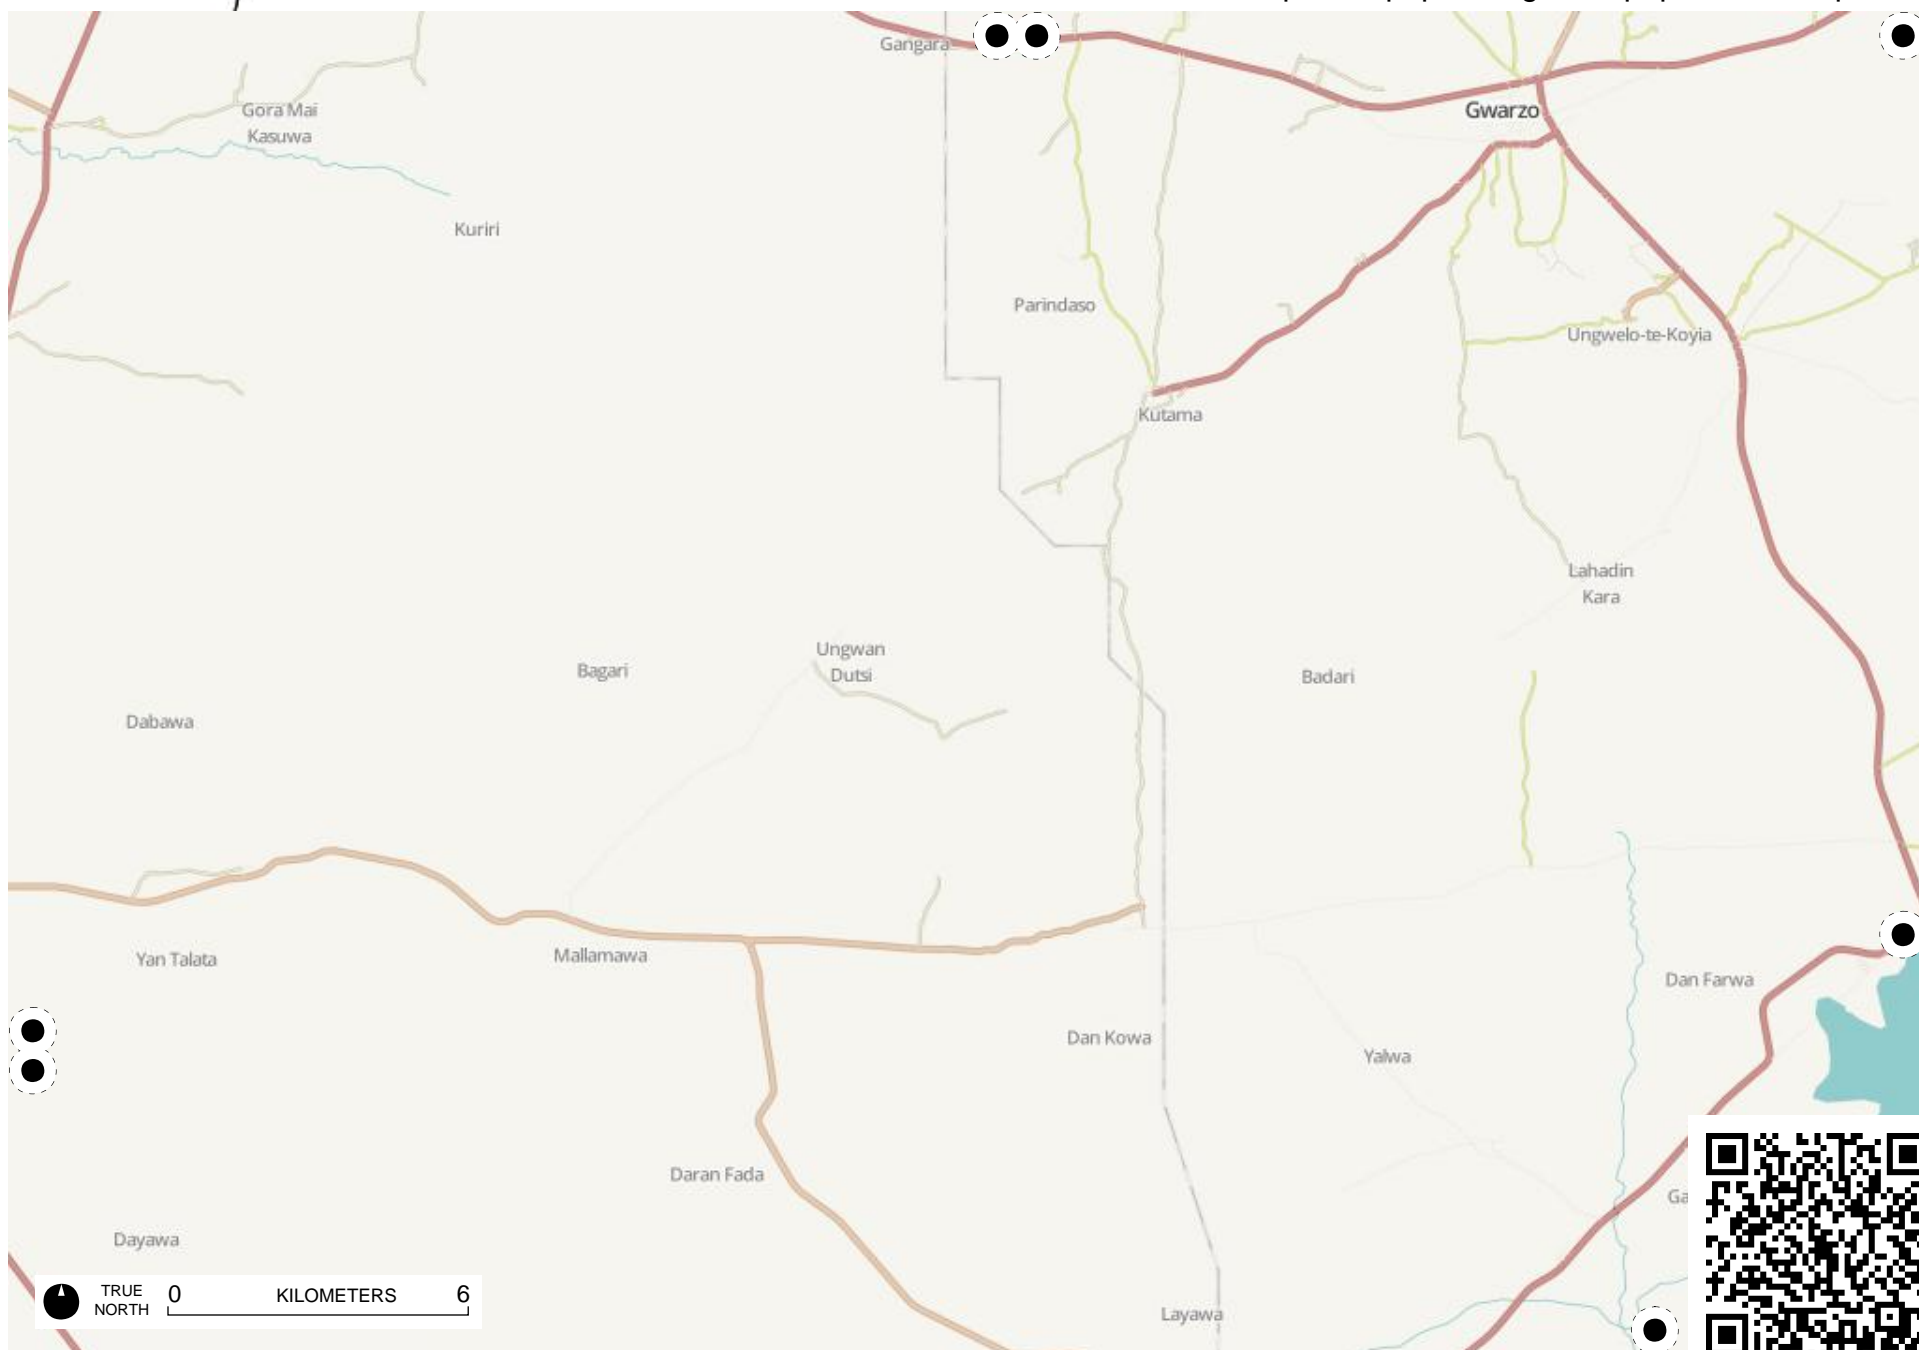 Gangara
Gora Mai
Kasuwa
Gwarzo
Kuriri
Parindaso
Ungwelo-te-Koyia
Kutama
Lahadin
Kara
Ungwan
Dutsi
Bagari
Badari
Dabawa
Yan Talata
Mallamawa
Dan Farwa
Dan Kowa
Yalwa
Daran Fada
Dayawa
TRUE
NORTH
0 KILOMETERS 6
Layawa